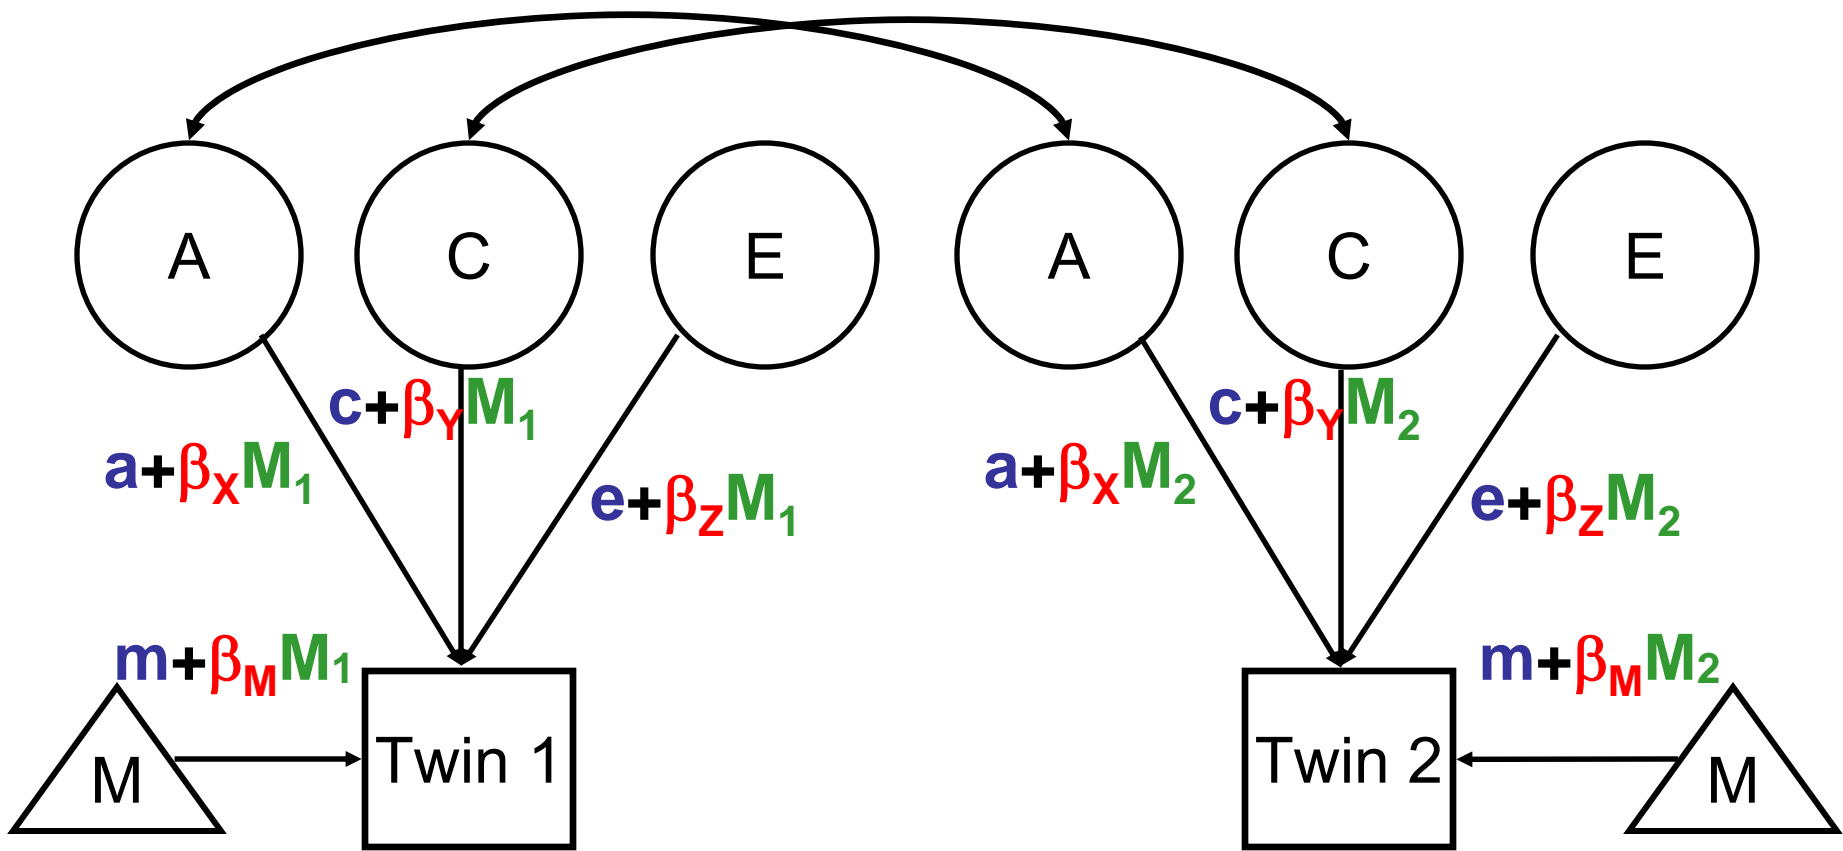 A C E A C E
c+βYM1 c+βYM2
a+βXM1 a+βXM2
e+βZM1 e+βZM2
m+βMM1 m+βMM2
M Twin 1 Twin 2 M